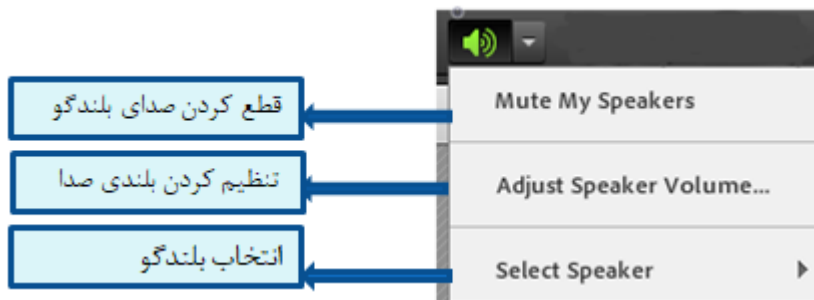 قطع کردن صدای بلندگو
Mute My Speakers
تنظیم کردن بلندی صدا
Adjust Speaker Volume...
انتخاب بلندگو
Select Speaker